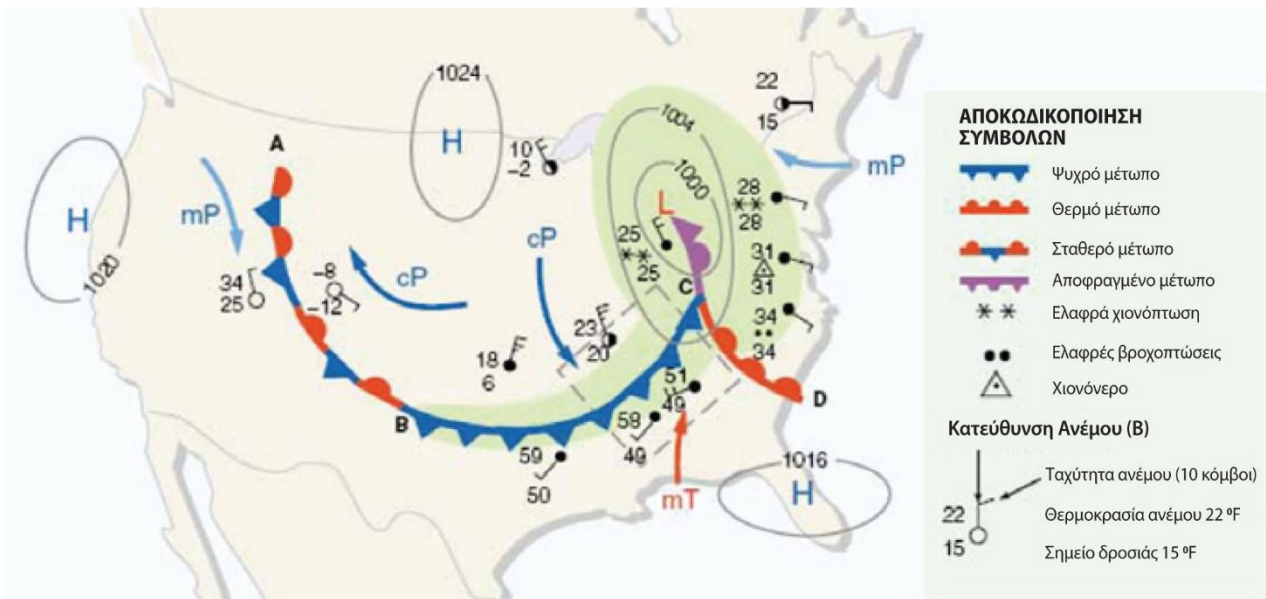 1024
A
H
1004
22
15
10
-2
1000
mP
28
28
H
mP
L
25
25
31
31
cP
1020
cP
34
25
-8
-12
C
34
34
23
20
18
6
51
49
D
B
58
49
59
50
mT
1016
H
ΑΠΟΚΩΔΙΚΟΠΟΙΗΣΗ
ΣΥΜΒΟΛΩΝ
Ψυχρό μέτωπο
Θερμό μέτωπο
Σταθερό μέτωπο
Αποφραγμένο μέτωπο
Ελαφρά χιονόπτωση
Ελαφρές βροχοπτώσεις
Χιονόνερο
Κατεύθυνση Ανέμου (Β)
Ταχύτητα ανέμου (10 κόμβοι)
22
Θερμοκρασία ανέμου 22 ⁰F
15
Σημείο δροσιάς 15 ⁰F